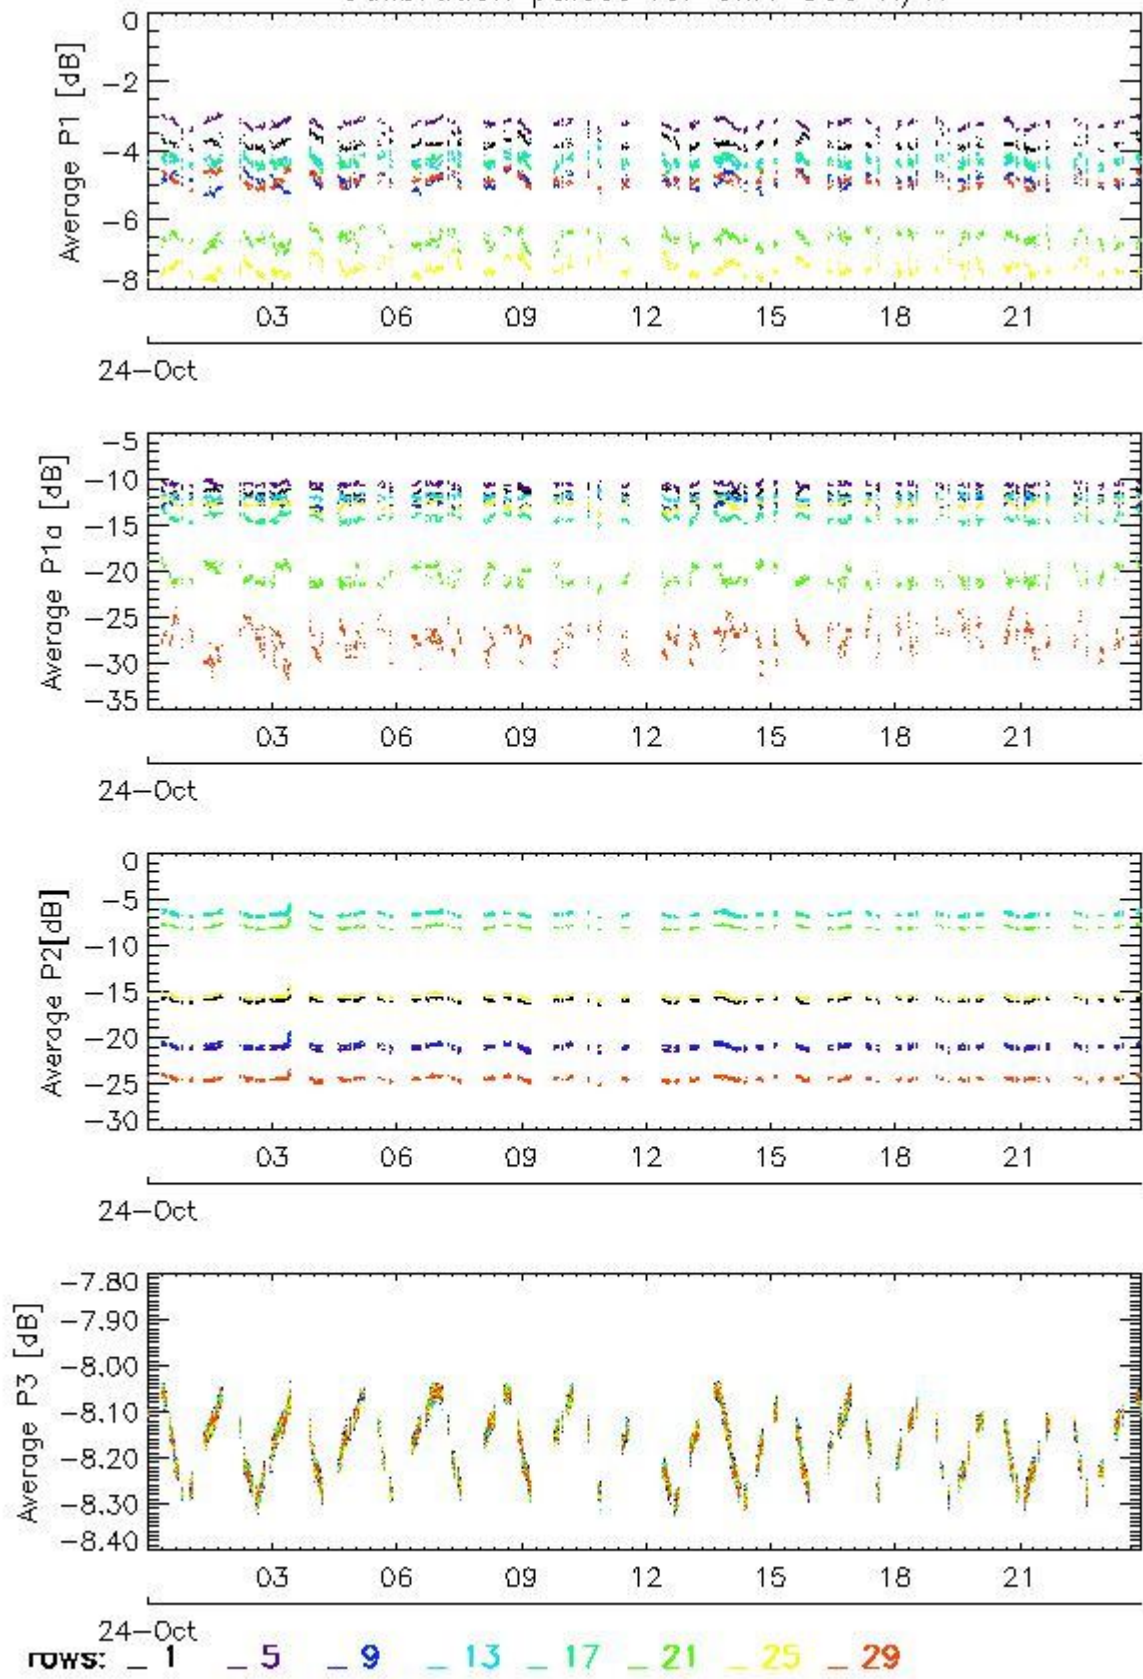 0
-2
-4
-6
-8
Average P1 [dB]
03 06 09 12 15 18 21
24-Oct
-5
-10
-15
-20
-25
-30
-35
Average P1a [dB]
03 06 09 12 15 18 21
24-Oct
0
-5
-10
-15
-20
-25
-30
Average P2[dB]
03 06 09 12 15 18 21
24-Oct
-7.80
-7.90
-8.00
-8.10
-8.20
-8.30
-8.40
Average P3 [dB]
03 06 09 12 15 18 21
24-Oct
rows: _ 1 _ 5 _ 9 _ 13 _ 17 _ 21 _ 25 _ 29